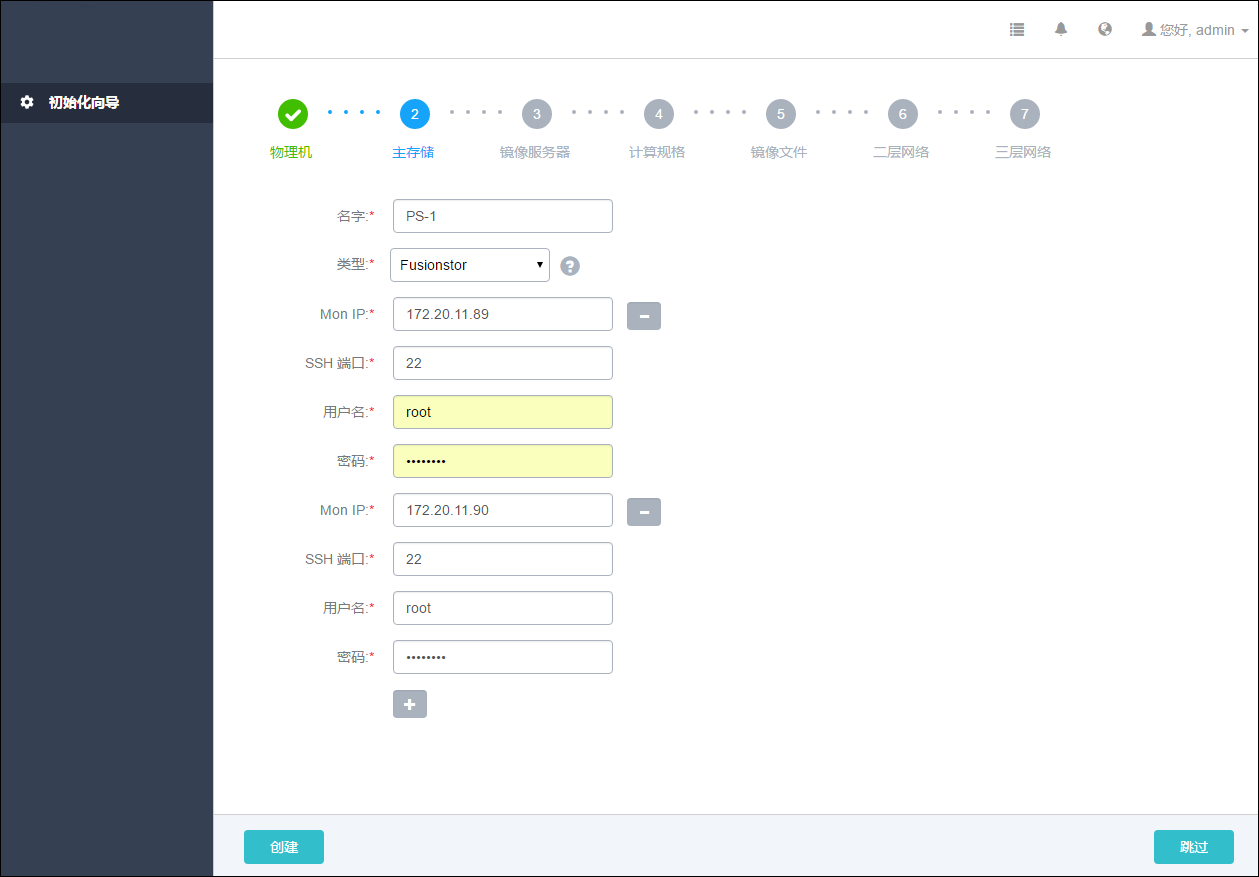 您好, admin
初始化向导
2 3 4 5 6 7
物理机 主存储 镜像服务器 计算规格 镜像文件 二层网络 三层网络
名字:* PS-1
类型:* Fusionstor ?
Mon IP:* 172.20.11.89
SSH 端口:* 22
用户名:* root
密码:* ••••••••
Mon IP:* 172.20.11.90
SSH 端口:* 22
用户名:* root
密码:* ••••••••
创建 跳过